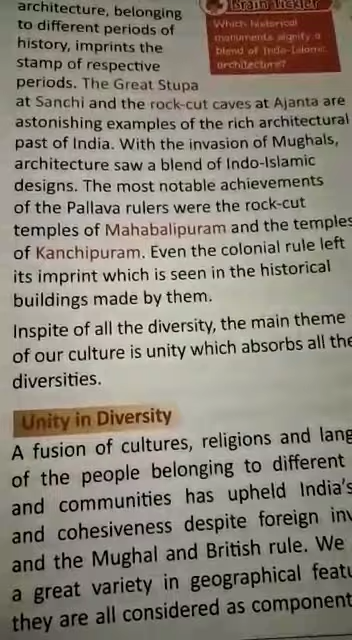 Brain Tickler
Which historical
monuments signify a
blend of Indo-Islamic
architecture?
architecture, belonging
to different periods of
history, imprints the
stamp of respective
periods. The Great Stupa
at Sanchi and the rock-cut caves at Ajanta are
astonishing examples of the rich architectural
past of India. With the invasion of Mughals,
architecture saw a blend of Indo-Islamic
designs. The most notable achievements
of the Pallava rulers were the rock-cut
temples of Mahabalipuram and the temples
of Kanchipuram. Even the colonial rule left
its imprint which is seen in the historical
buildings made by them.
Inspite of all the diversity, the main theme
of our culture is unity which absorbs all the
diversities.
Unity in Diversity
A fusion of cultures, religions and lang
of the people belonging to different
and communities has upheld India's
and cohesiveness despite foreign inv
and the Mughal and British rule. We
a great variety in geographical featu
they are all considered as component